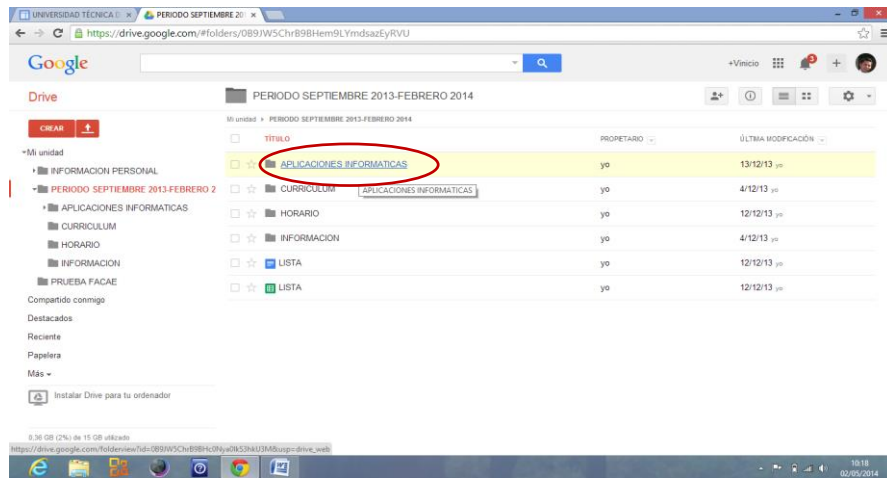 UNIVERSIDAD TÉCNICA D
PERIODO SEPTIEMBRE 20
https://drive.google.com/#folders/0B9JW5ChrB9BHem9LYmdsazEyRVU
Google
+Vinicio
3
Drive
PERIODO SEPTIEMBRE 2013-FEBRERO 2014
CREAR
Mi unidad PERIODO SEPTIEMBRE 2013-FEBRERO 2014
TÍTULO PROPIETARIO ÚLTIMA MODIFICACIÓN
Mi unidad
INFORMACION PERSONAL
PERIODO SEPTIEMBRE 2013-FEBRERO 2
APLICACIONES INFORMATICAS
CURRICULUM
HORARIO
INFORMACION
PRUEBA FACAE
Compartido conmigo
Destacados
Reciente
Papelera
Más
Instalar Drive para tu ordenador
0,36 GB (2%) de 15 GB utilizado
APLICACIONES INFORMATICAS yo 13/12/13 yo
CURRICULUM yo 4/12/13 yo
APLICACIONES INFORMATICAS
HORARIO yo 12/12/13 yo
INFORMACION yo 4/12/13 yo
LISTA yo 12/12/13 yo
LISTA yo 12/12/13 yo
10:18
02/05/2014